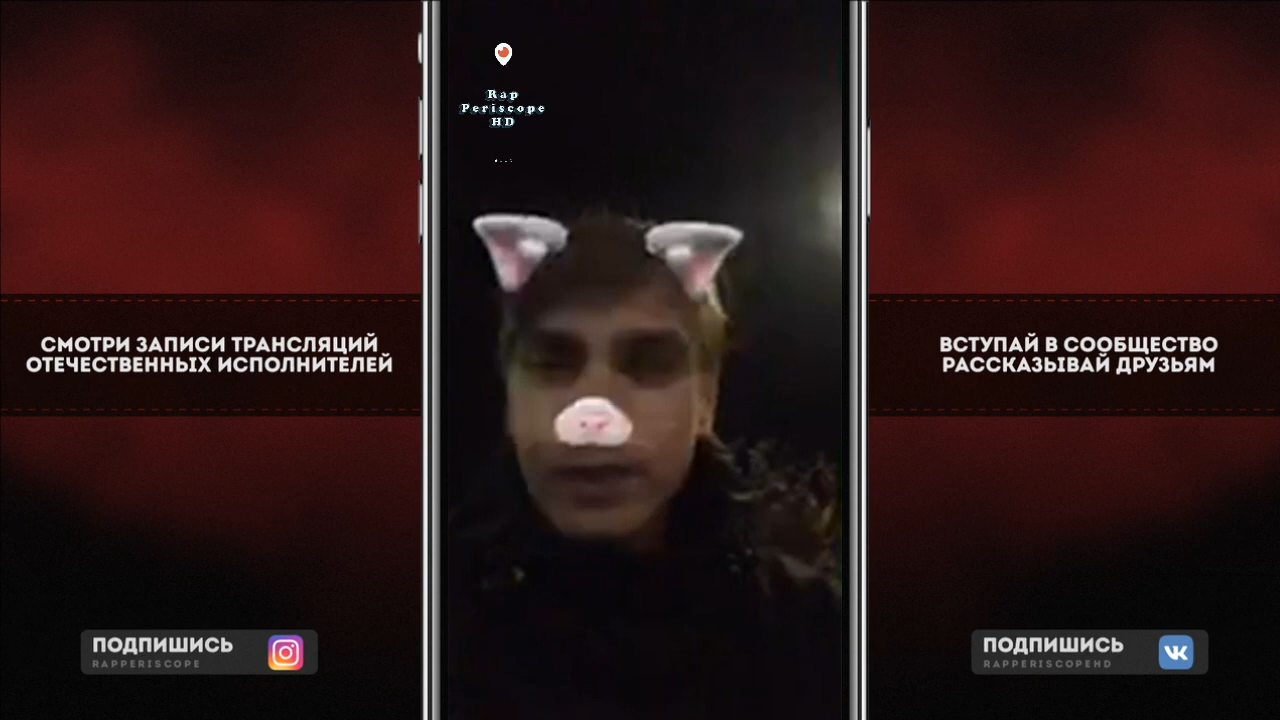 Rap
Periscope
HD
СМОТРИ ЗАПИСИ ТРАНСЛЯЦИЙ
ОТЕЧЕСТВЕННЫХ ИСПОЛНИТЕЛЕЙ
ВСТУПАЙ В СООБЩЕСТВО
РАССКАЗЫВАЙ ДРУЗЬЯМ
ПОДПИШИСЬ
RAPPERISCOPE
ПОДПИШИСЬ
RAPPERISCOPEHD